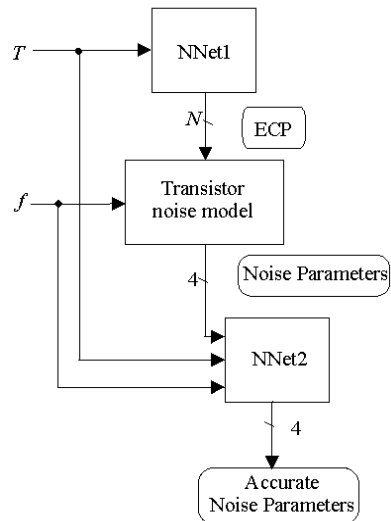 T
NNet1
N
ECP
Transistor
noise model
f
4
Noise Parameters
NNet2
4
Accurate
Noise Parameters